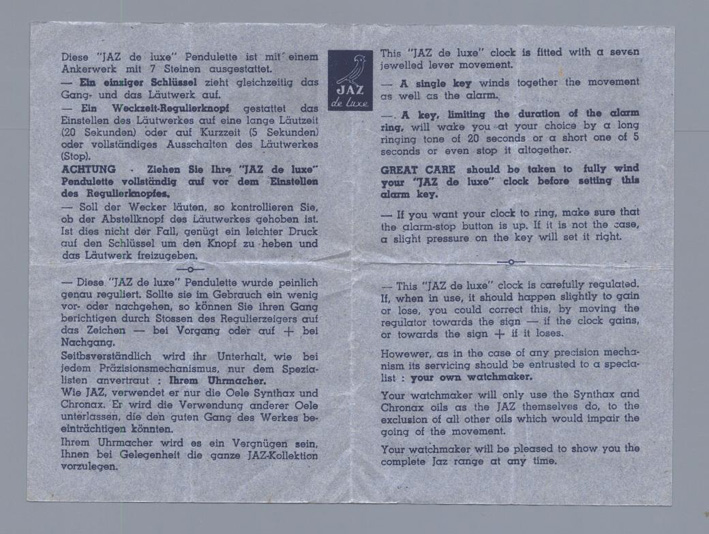 Diese "JAZ de luxe" Pendulette ist mit einem
Ankerwerk mit 7 Steinen ausgestattet.
— Ein einziger Schlüssel zieht gleichzeitig das
Gang- und das Läutwerk auf.
— Ein Weckzeit-Regulierknopf gestattet das
Einstellen des Läutwerkes auf eine lange Läutzeit
(20 Sekunden) oder auf Kurzzeit (5 Sekunden)
oder vollständiges Ausschalten des Läutwerkes
(Stop).
ACHTUNG - Ziehen Sie Ihre "JAZ de luxe"
Pendulette vollständig auf vor dem Einstellen
des Regulierknopfes.
— Soll der Wecker läuten, so kontrollieren Sie,
ob der Abstellknopf des Läutwerkes gehoben ist.
Ist dies nicht der Fall, genügt ein leichter Druck
auf den Schlüssel um den Knopf zu heben und
das Läutwerk freizugeben.
— Diese "JAZ de luxe" Pendulette wurde peinlich
genau reguliert. Sollte sie im Gebrauch ein wenig
vor- oder nachgehen, so können Sie ihren Gang
berichtigen durch Stossen des Regulierzeigers auf
das Zeichen — bei Vorgang oder auf + bei
Nachgang.
Selbsverständlich wird ihr Unterhalt, wie bei
jedem Präzisionsmechanismus, nur dem Spezia-
listen anvertraut : Ihrem Uhrmacher.
Wie JAZ, verwendet er nur die Oele Synthax und
Chronax. Er wird die Verwendung anderer Oele
unterlassen, die den guten Gang des Werkes be-
einträchtigen könnten.
Ihrem Uhrmacher wird es ein Vergnügen sein,
Ihnen bei Gelegenheit die ganze JAZ-Kollektion
vorzulegen.
JAZ
de luxe
This "JAZ de luxe" clock is fitted with a seven
jewelled lever movement.
— A single key winds together the movement
as well as the alarm.
— A key, limiting the duration of the alarm
ring, will wake you at your choice by a long
ringing tone of 20 seconds or a short one of 5
seconds or even stop it altogether.
GREAT CARE should be taken to fully wind
your "JAZ de luxe" clock before setting this
alarm key.
— If you want your clock to ring, make sure that
the alarm-stop button is up. If it is not the case,
a slight pressure on the key will set it right.
— This "JAZ de luxe" clock is carefully regulated.
If, when in use, it should happen slightly to gain
or lose, you could correct this, by moving the
regulator towards the sign — if the clock gains,
or towards the sign + if it loses.
However, as in the case of any precision mecha-
nism its servicing should be entrusted to a specia-
list : your own watchmaker.
Your watchmaker will only use the Synthax and
Chronax oils as the JAZ themselves do, to the
exclusion of all other oils which would impair the
going of the movement.
Your watchmaker will be pleased to show you the
complete Jaz range at any time.